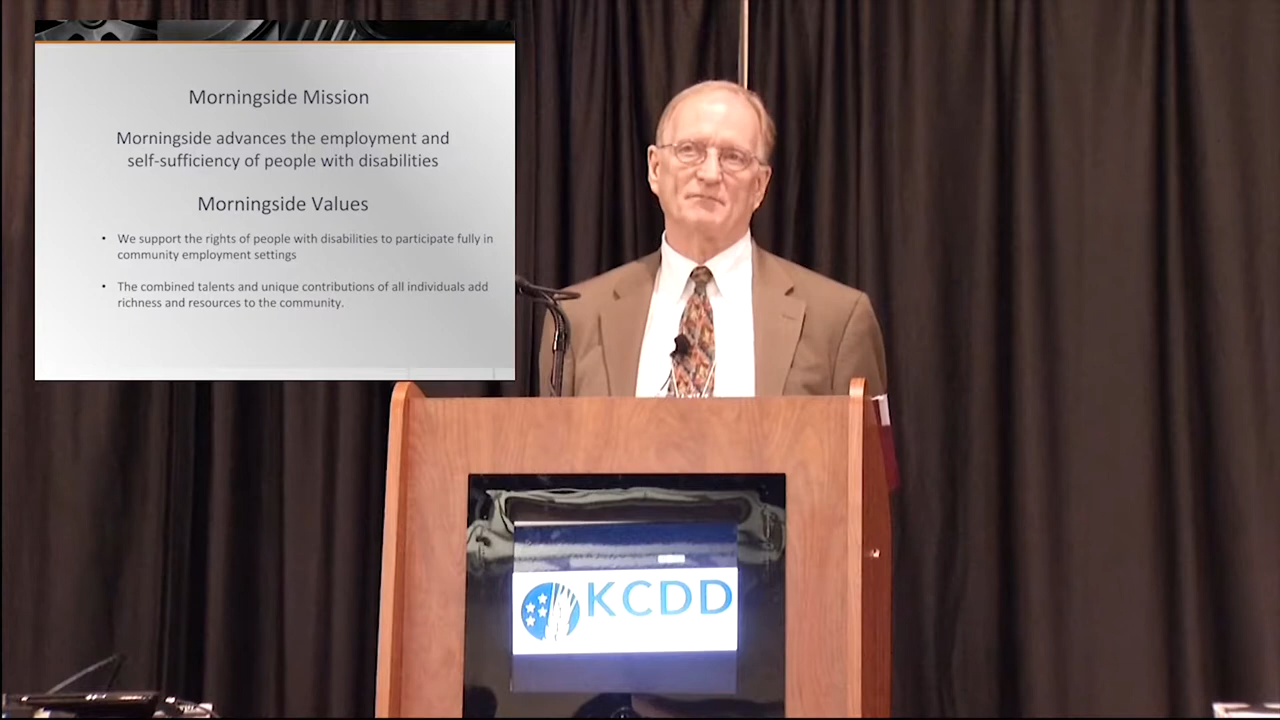 Morningside Mission
Morningside advances the employment and
self-sufficiency of people with disabilities
Morningside Values
• We support the rights of people with disabilities to participate fully in
community employment settings
• The combined talents and unique contributions of all individuals add
richness and resources to the community.
KCDD